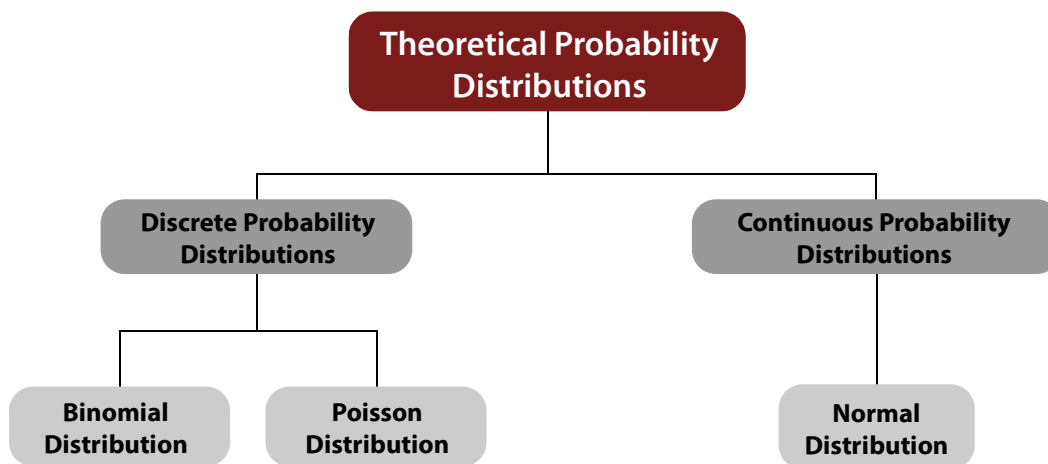 Theoretical Probability
Distributions
Discrete Probability
Distributions
Continuous Probability
Distributions
Binomial
Distribution
Poisson
Distribution
Normal
Distribution